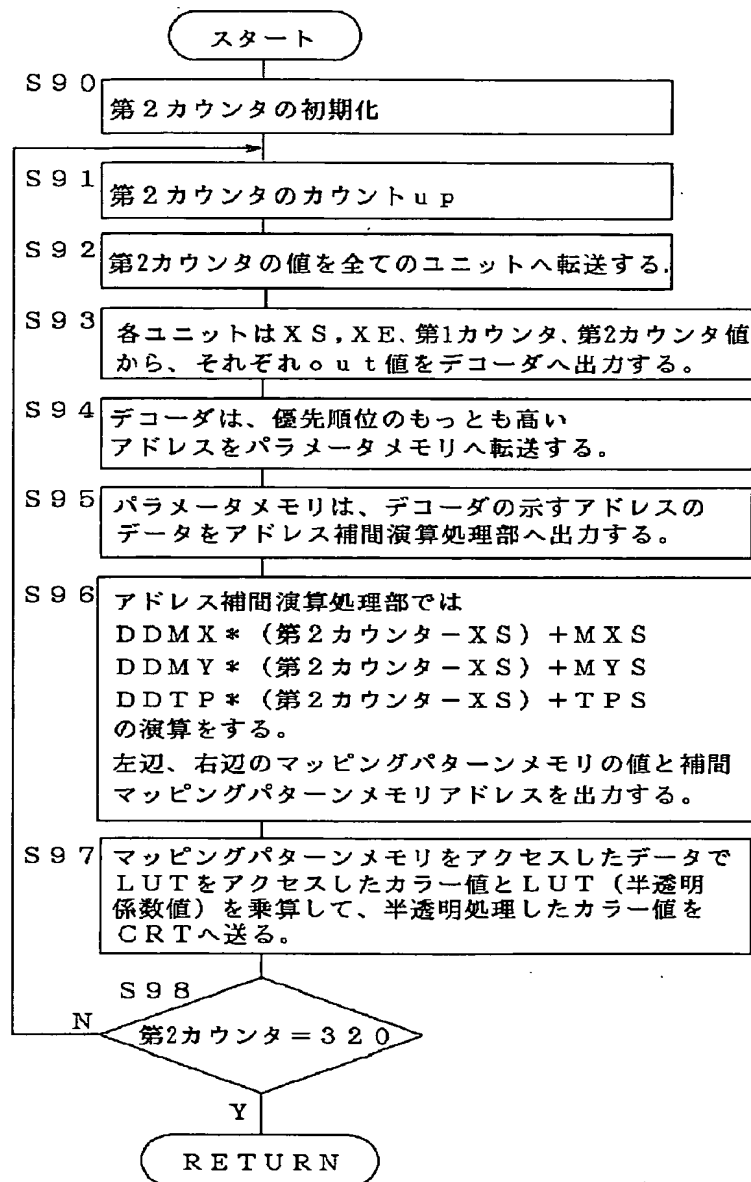 スタート
S90
第2カウンタの初期化
S91
第2カウンタのカウントup
S92
第2カウンタの値を全てのユニットへ転送する.
S93
各ユニットはXS,XE、第1カウンタ、第2カウンタ値
から、それぞれout値をデコーダへ出力する。
S94
デコーダは、優先順位のもっとも高い
アドレスをパラメータメモリへ転送する。
S95
パラメータメモリは、デコーダの示すアドレスの
データをアドレス補間演算処理部へ出力する。
S96
アドレス補間演算処理部では
DDMX*(第2カウンタ-XS)+MXS
DDMY*(第2カウンタ-XS)+MYS
DDTP*(第2カウンタ-XS)+TPS
の演算をする。
左辺、右辺のマッピングパターンメモリの値と補間
マッピングパターンメモリアドレスを出力する。
S97
マッピングパターンメモリをアクセスしたデータで
LUTをアクセスしたカラー値とLUT(半透明
係数値)を乗算して、半透明処理したカラー値を
CRTへ送る。
S98
N
第2カウンタ=320
Y
RETURN